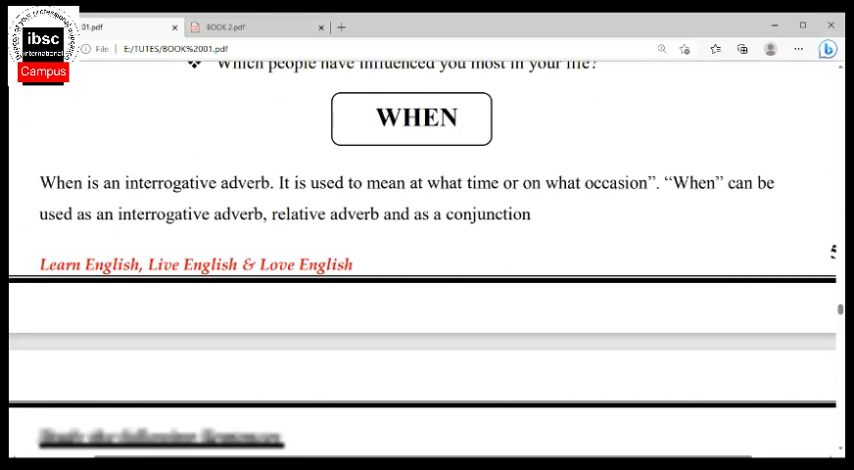 01.pdf
BOOK 2.pdf
ibsc
international
Campus
File | E:/TUTES/BOOK%2001.pdf
Which people have influenced you most in your life?
WHEN
When is an interrogative adverb. It is used to mean at what time or on what occasion”. “When” can be
used as an interrogative adverb, relative adverb and as a conjunction
5
Learn English, Live English & Love English